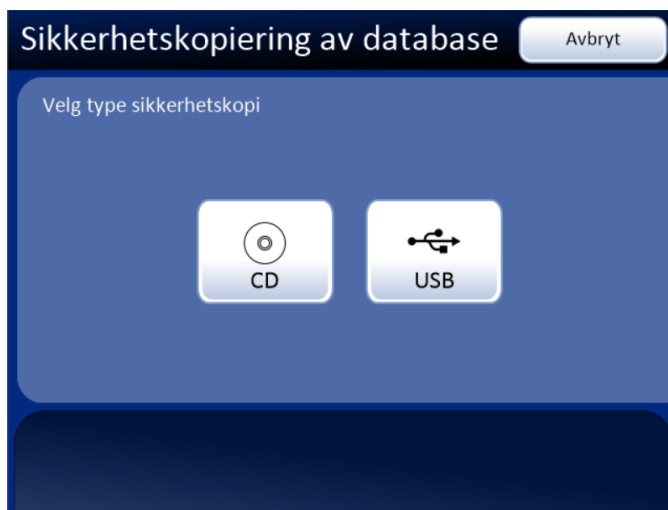 Sikkerhetskopiering av database
Avbryt
Velg type sikkerhetskopi
CD
USB